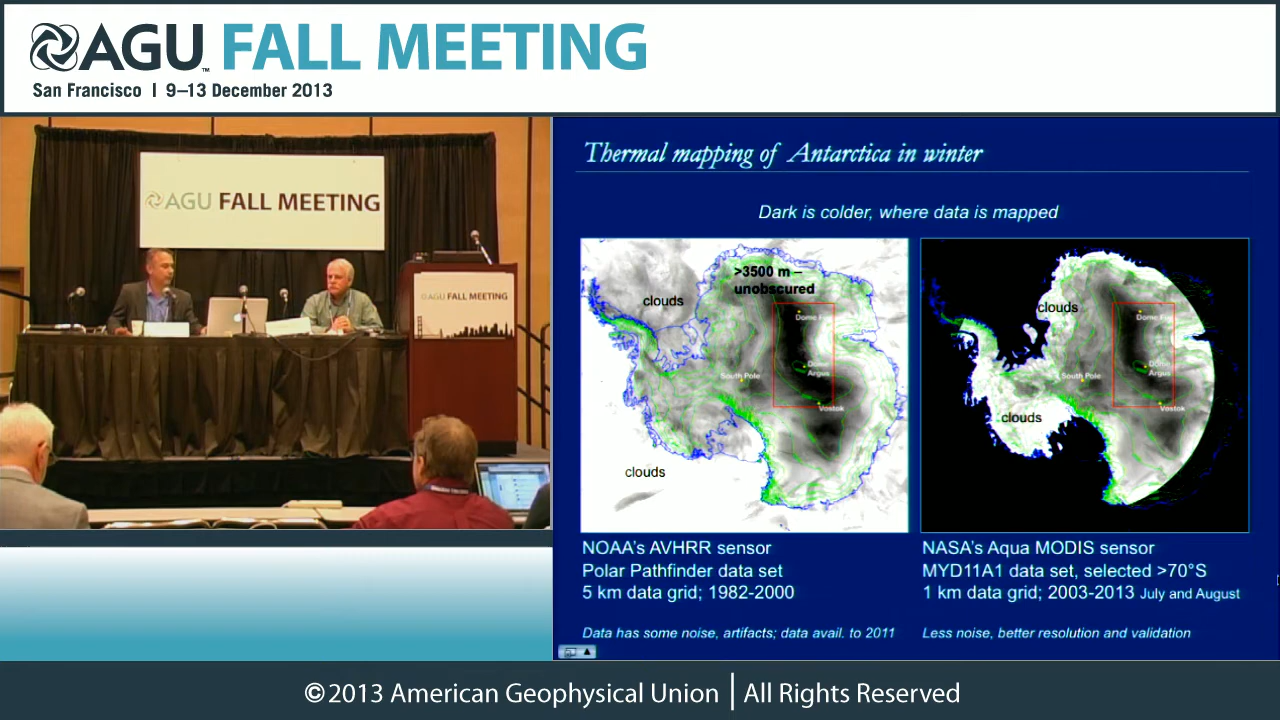 AGU FALL MEETING
San Francisco | 9–13 December 2013
AGU FALL MEETING
AGU FALL MEETING
Thermal mapping of Antarctica in winter
Dark is colder, where data is mapped
>3500 m –
unobscured
clouds
South Pole
Dome
Argus
Vostok
clouds
clouds
South Pole
Dome
Argus
Vostok
clouds
NOAA's AVHRR sensor
Polar Pathfinder data set
5 km data grid; 1982-2000
Data has some noise, artifacts; data avail. to 2011
NASA's Aqua MODIS sensor
MYD11A1 data set, selected >70°S
1 km data grid; 2003-2013 July and August
Less noise, better resolution and validation
©2013 American Geophysical Union | All Rights Reserved